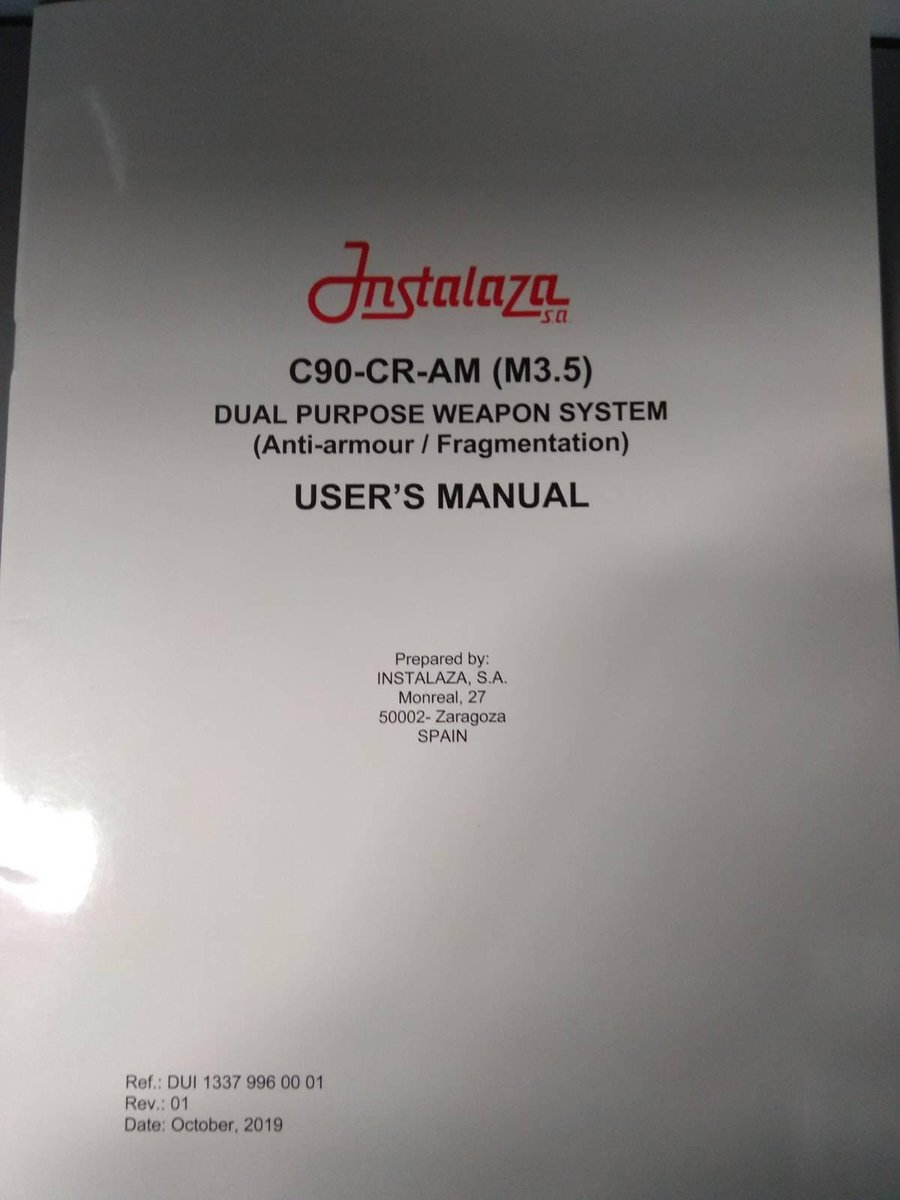 Instalaza
s.a.
C90-CR-AM (M3.5)
DUAL PURPOSE WEAPON SYSTEM
(Anti-armour / Fragmentation)
USER'S MANUAL
Prepared by:
INSTALAZA, S.A.
Monreal, 27
50002- Zaragoza
SPAIN
Ref.: DUI 1337 996 00 01
Rev.: 01
Date: October, 2019